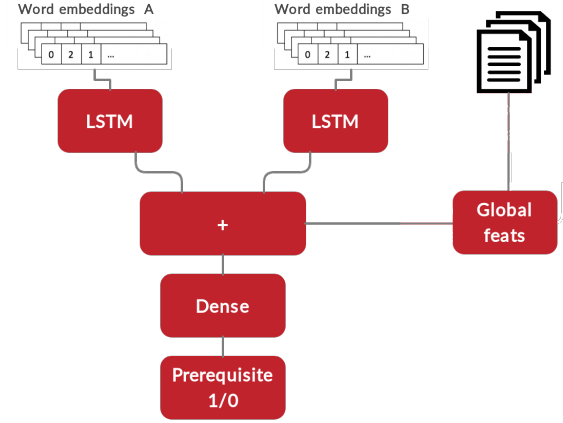 Word embeddings A
Word embeddings B
0 2 1 ...
0 2 1 ...
LSTM
LSTM
+
Global
feats
Dense
Prerequisite
1/0